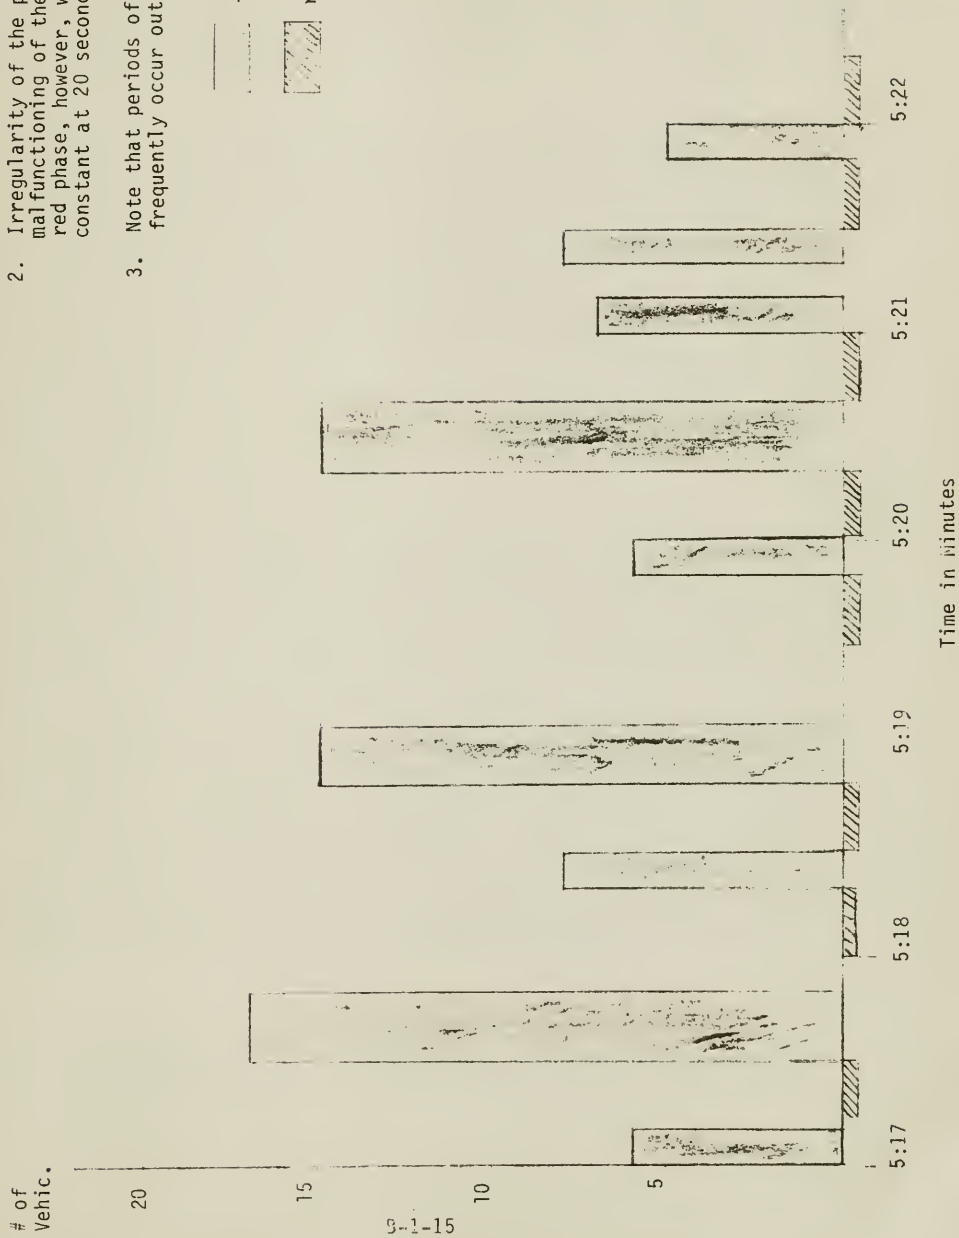 # of
Vehic.
2. Irregularity of the
malfunctioning of the
red phase, however,
constant at 20
3. Note that periods of
frequently occur out
20
15
10
5
5:17
5:18
5:19
5:20
5:21
5:22
Time in Minutes
9-1-15